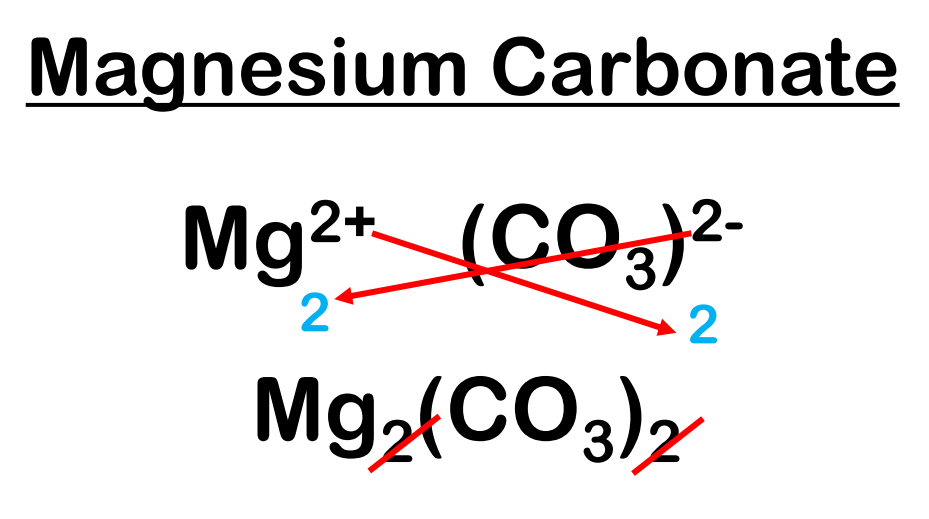 Magnesium Carbonate
Mg²⁺ (CO₃)²⁻
2 2
Mg₂(CO₃)₂